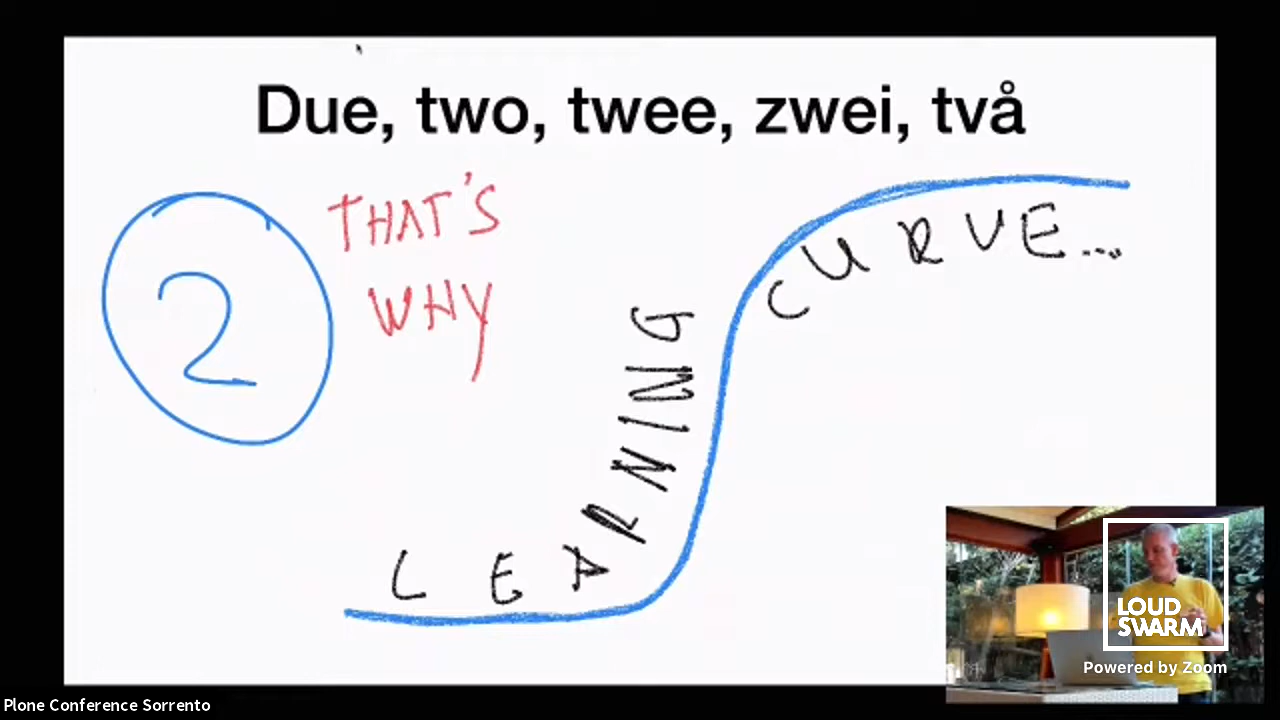 Due, two, twee, zwei, två
2
THAT'S
WHY
LEARNING CURVE...
LOUD
SWARM
Powered by Zoom
Plone Conference Sorrento